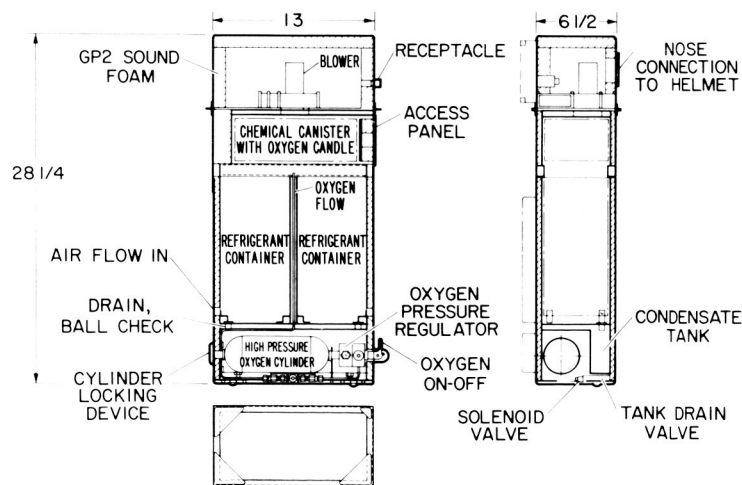 13
6 1/2
GP2 SOUND
FOAM
BLOWER
RECEPTACLE
NOSE
CONNECTION
TO HELMET
CHEMICAL CANISTER
WITH OXYGEN CANDLE
ACCESS
PANEL
28 1/4
OXYGEN
FLOW
REFRIGERANT
CONTAINER
REFRIGERANT
CONTAINER
AIR FLOW IN
DRAIN,
BALL CHECK
OXYGEN
PRESSURE
REGULATOR
CONDENSATE
TANK
HIGH PRESSURE
OXYGEN CYLINDER
CYLINDER
LOCKING
DEVICE
OXYGEN
ON-OFF
SOLENOID
VALVE
TANK DRAIN
VALVE